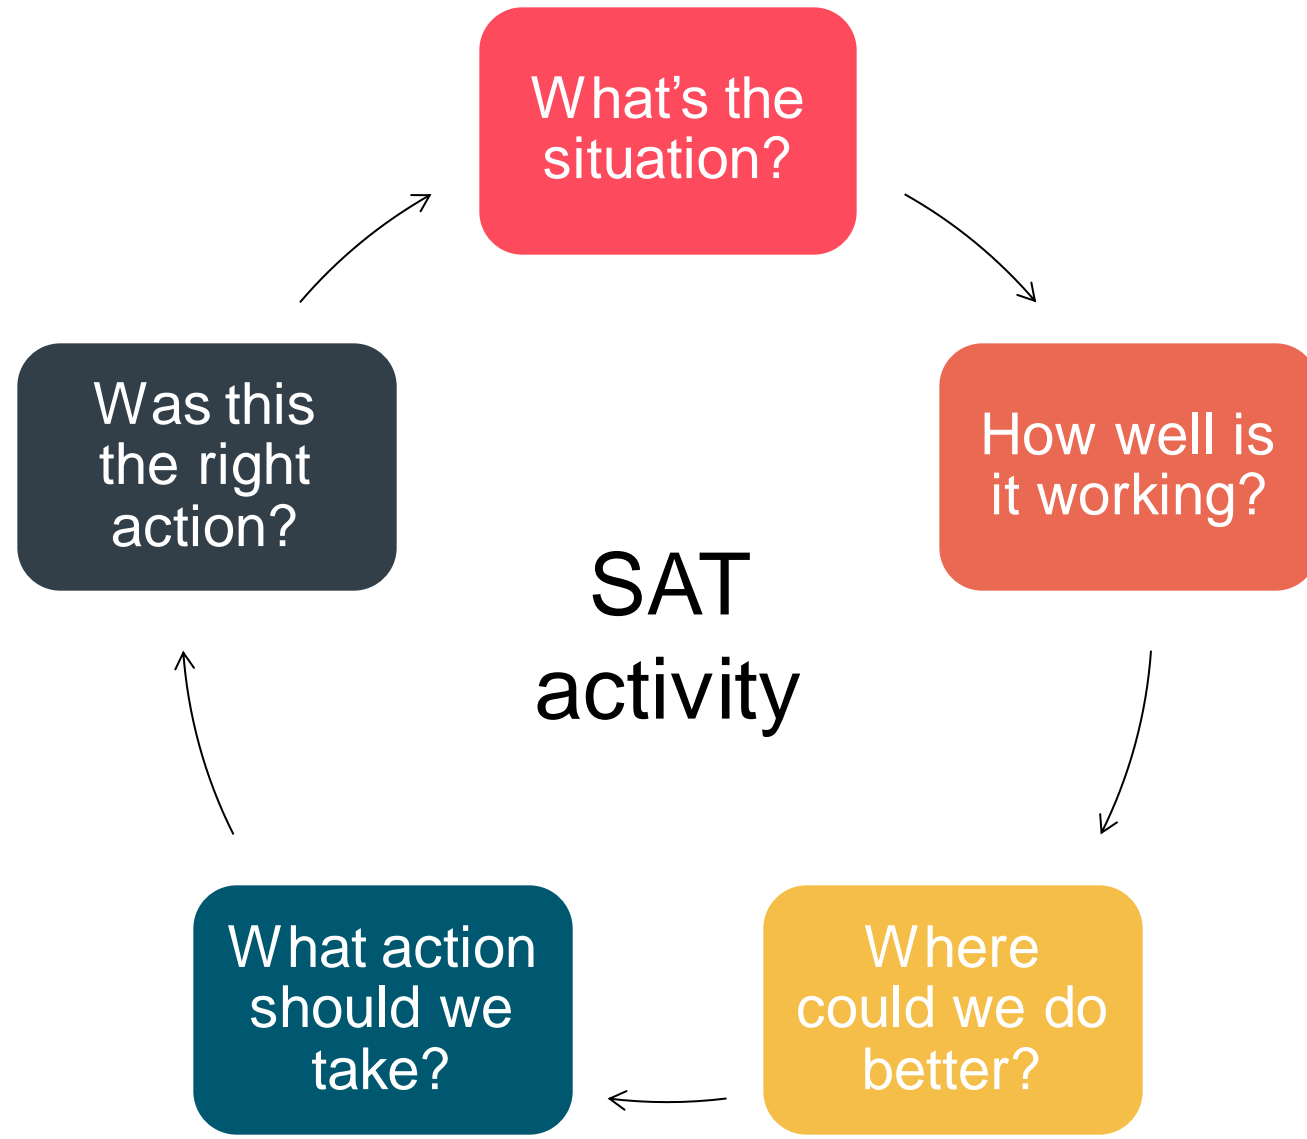 What’s the
situation?
How well is
it working?
Where
could we do
better?
What action
should we
take?
Was this
the right
action?
SAT
activity